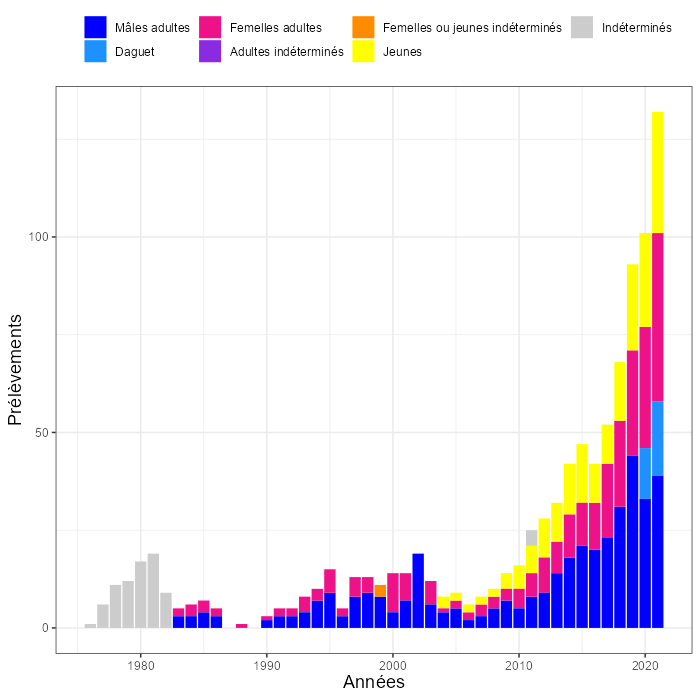 Mâles adultes Femelles adultes Femelles ou jeunes indéterminés Indéterminés
Daguet Adultes indéterminés Jeunes
100
50
0
Prélèvements
1980 1990 2000 2010 2020
Années